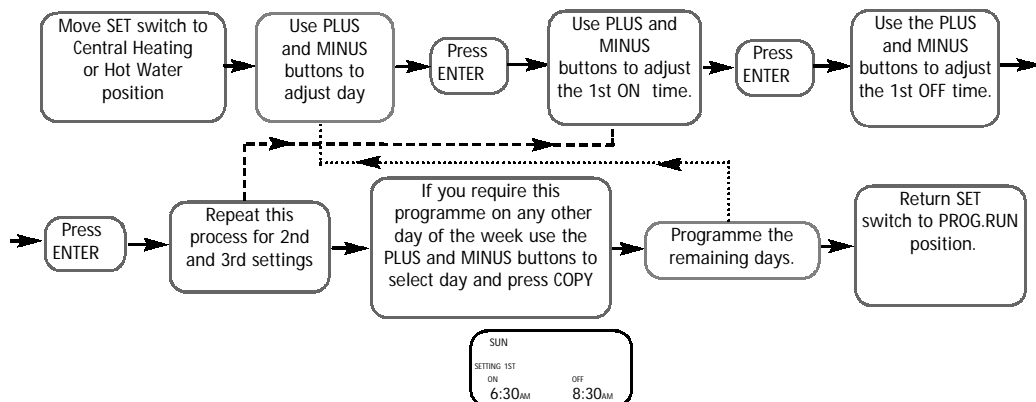 Move SET switch to
Central Heating
or Hot Water
position
Use PLUS
and MINUS
buttons to
adjust day
Press
ENTER
Use PLUS and
MINUS
buttons to adjust
the 1st ON time.
Press
ENTER
Use the PLUS
and MINUS
buttons to adjust
the 1st OFF time.
Press
ENTER
Repeat this
process for 2nd
and 3rd settings
If you require this
programme on any other
day of the week use the
PLUS and MINUS buttons to
select day and press COPY
Programme the
remaining days.
Return SET
switch to PROG.RUN
position.
SUN
SETTING 1ST
ON OFF
6:30AM 8:30AM